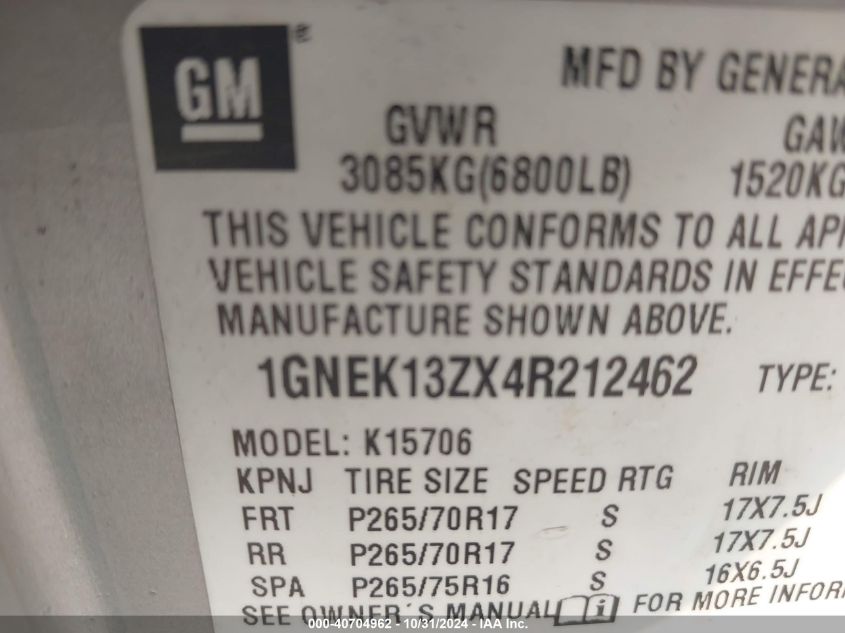 GM®
MFD BY GENERA
GVWR GAW
3085KG(6800LB) 1520KG
THIS VEHICLE CONFORMS TO ALL APP
VEHICLE SAFETY STANDARDS IN EFFE
MANUFACTURE SHOWN ABOVE.
1GNEK13ZX4R212462 TYPE:
MODEL: K15706
KPNJ TIRE SIZE SPEED RTG RIM
FRT P265/70R17 S 17X7.5J
RR P265/70R17 S 17X7.5J
SPA P265/75R16 S 16X6.5J
SEE OWNER'S MANUAL FOR MORE INFOR
000-40704962 - 10/31/2024 - IAA Inc.